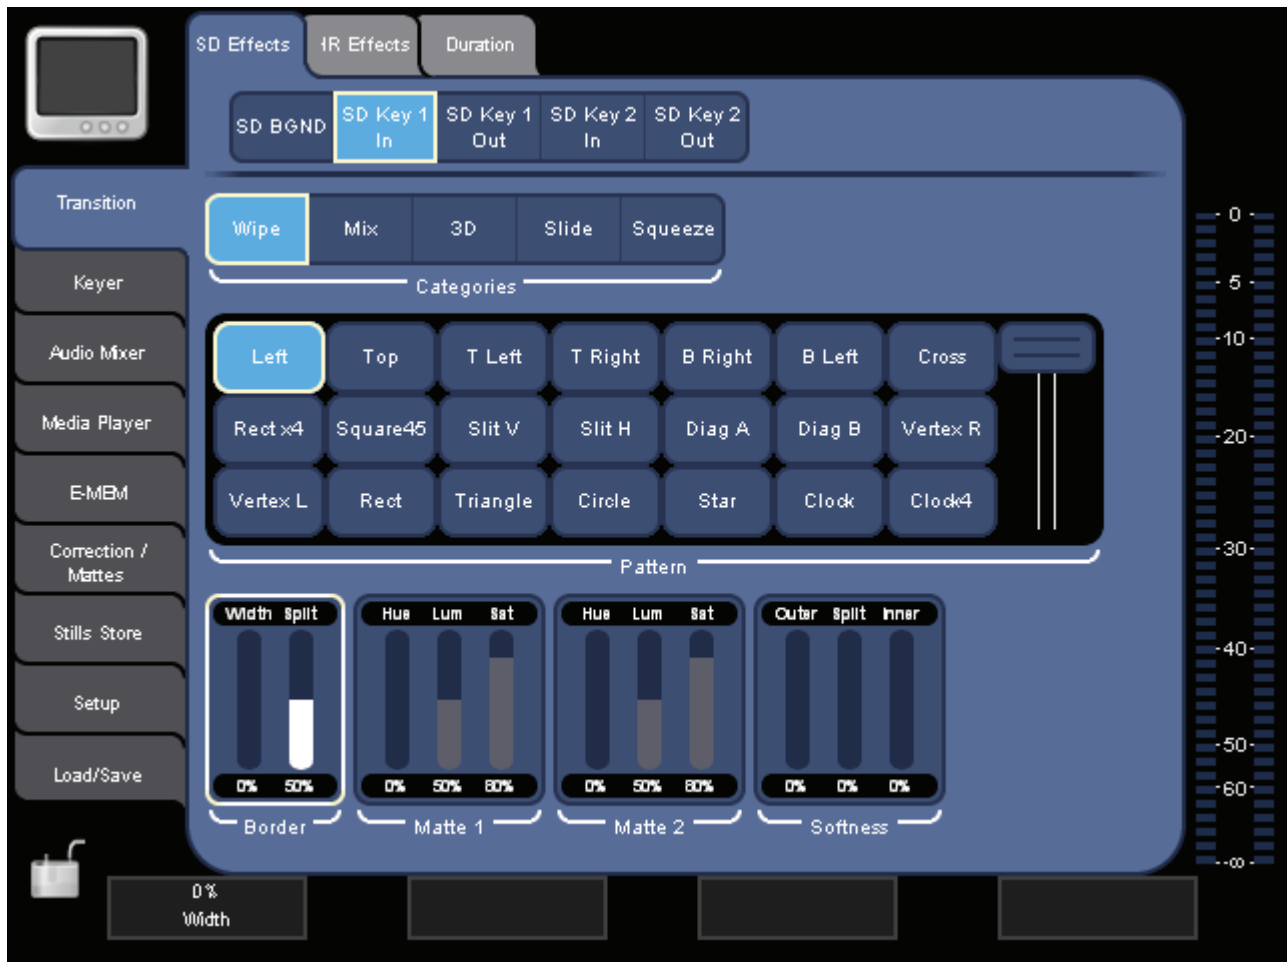 SD Effects
HR Effects
Duration
SD BGND
SD Key 1
In
SD Key 1
Out
SD Key 2
In
SD Key 2
Out
Transition
Keyer
Audio Mixer
Media Player
E-MEM
Correction /
Mattes
Stills Store
Setup
Load/Save
Wipe Mix 3D Slide Squeeze
Categories
Left Top T Left T Right B Right B Left Cross
Rect x4 Square45 Slit V Slit H Diag A Diag B Vertex R
Vertex L Rect Triangle Circle Star Clock Clock4
Pattern
Width Split
0% 50%
Border
Hue Lum Sat
0% 50% 80%
Matte 1
Hue Lum Sat
0% 50% 80%
Matte 2
Outer Split Inner
0% 0% 0%
Softness
0%
Width
- 0 -
- 5 -
-10-
-20-
-30-
-40-
-50-
-60-
--∞-